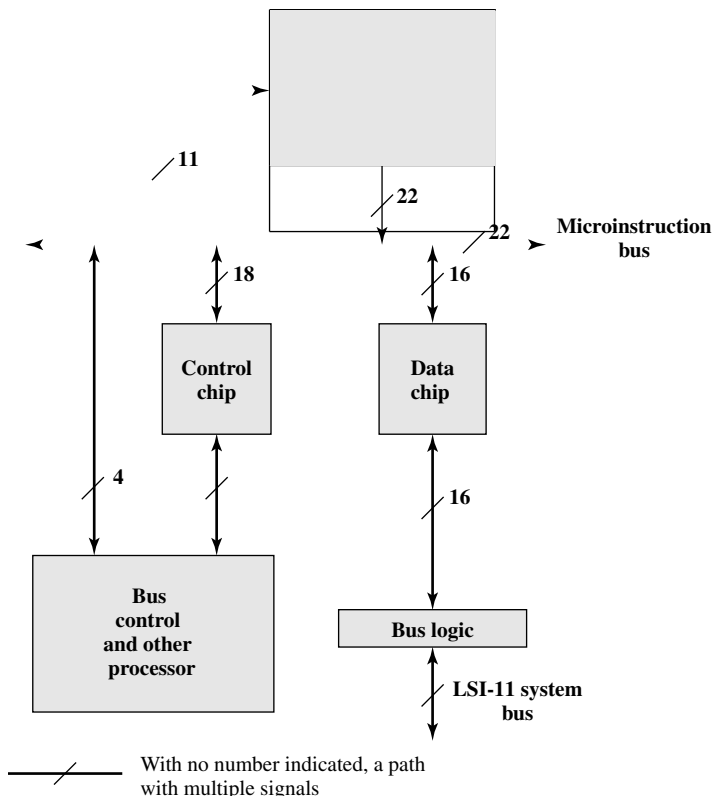 11
22
22
Microinstruction
bus
18
16
Control
chip
Data
chip
4
16
Bus
control
and other
processor
Bus logic
LSI-11 system
bus
With no number indicated, a path
with multiple signals